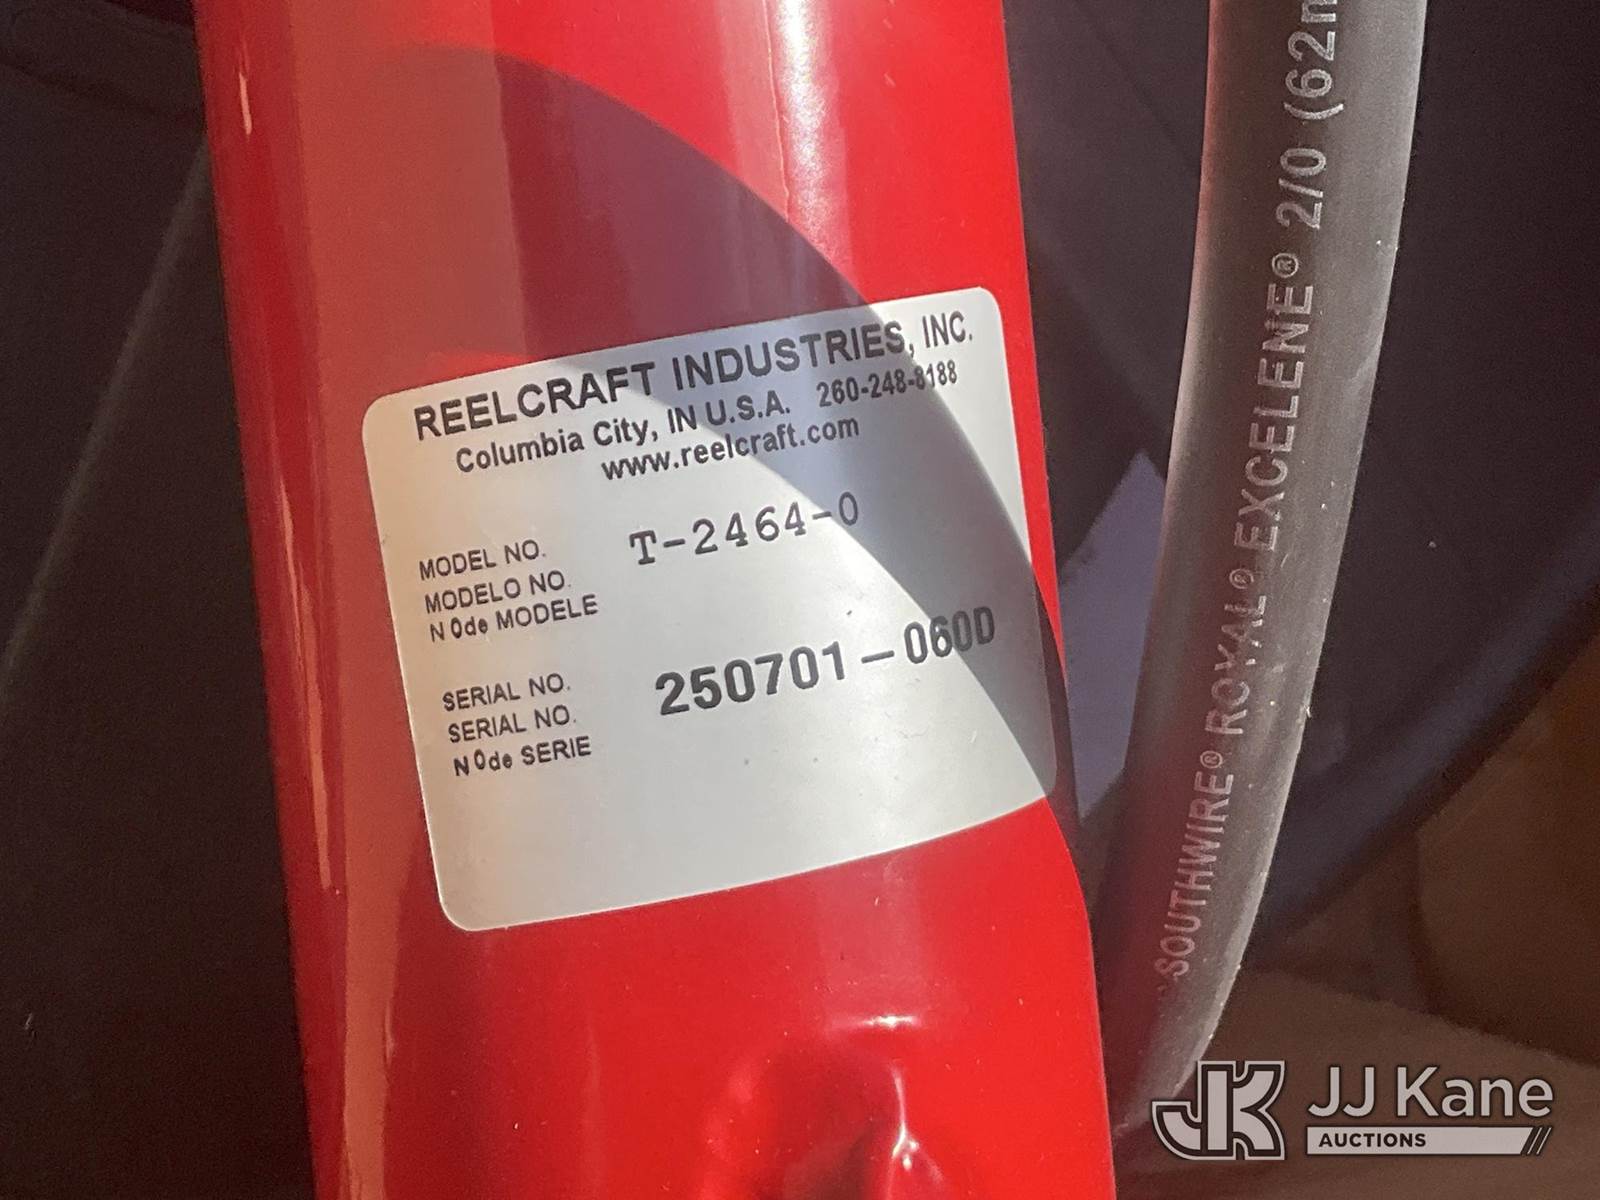 REELCRAFT INDUSTRIES, INC.
Columbia City, IN U.S.A. 260-248-8188
www.reelcraft.com
MODEL NO.
MODELO NO. T-2464-0
N 0de MODELE
SERIAL NO.
SERIAL NO. 250701-060D
N 0de SERIE
SOUTHWIRE® ROYAL® EXCELENE® 2/0 (62m
JK JJ Kane
AUCTIONS